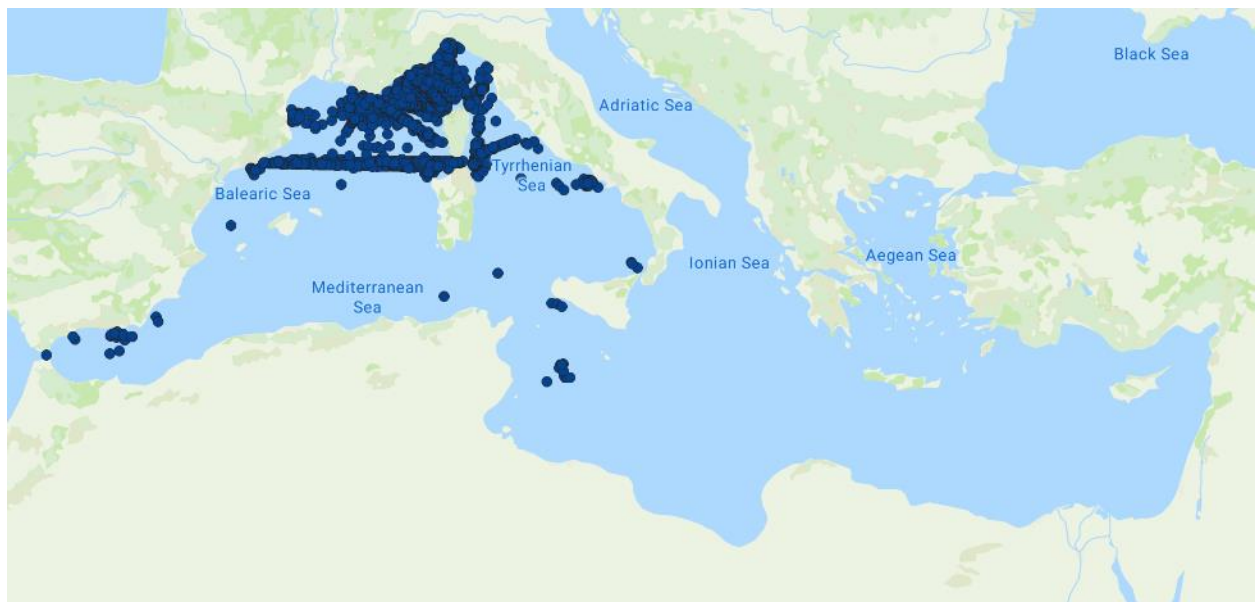 Black Sea
Adriatic Sea
Tyrrhenian
Sea
Balearic Sea
Ionian Sea
Aegean Sea
Mediterranean
Sea